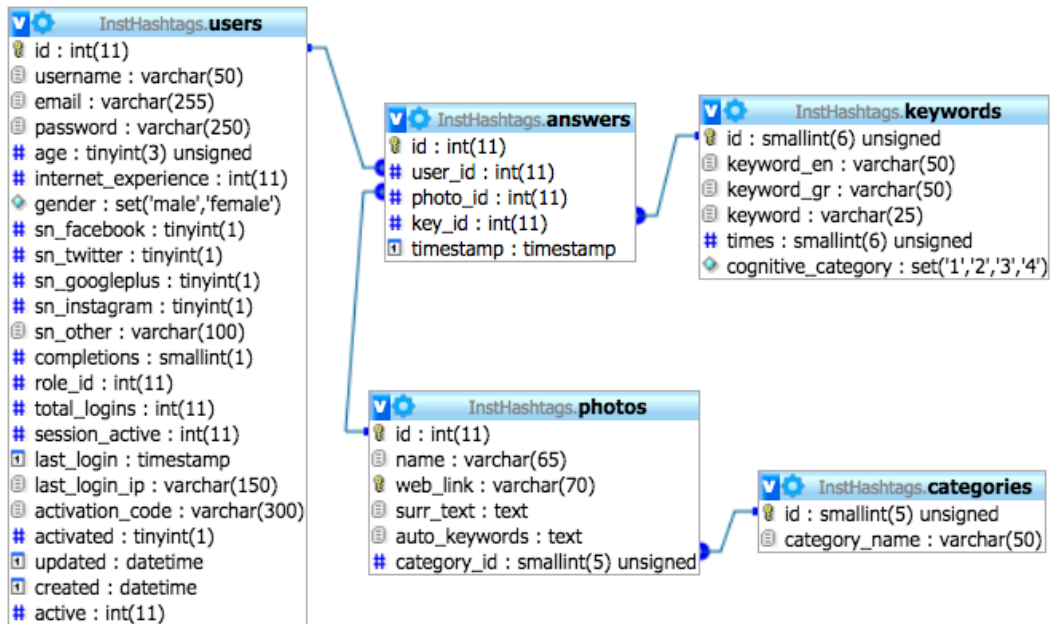 InstHashtags.users
id : int(11)
username : varchar(50)
email : varchar(255)
password : varchar(250)
age : tinyint(3) unsigned
internet_experience : int(11)
gender : set('male','female')
sn_facebook : tinyint(1)
sn_twitter : tinyint(1)
sn_googleplus : tinyint(1)
sn_instagram : tinyint(1)
sn_other : varchar(100)
completions : smallint(1)
role_id : int(11)
total_logins : int(11)
session_active : int(11)
last_login : timestamp
last_login_ip : varchar(150)
activation_code : varchar(300)
activated : tinyint(1)
updated : datetime
created : datetime
active : int(11)
InstHashtags.answers
id : int(11)
user_id : int(11)
photo_id : int(11)
key_id : int(11)
timestamp : timestamp
InstHashtags.keywords
id : smallint(6) unsigned
keyword_en : varchar(50)
keyword_gr : varchar(50)
keyword : varchar(25)
times : smallint(6) unsigned
cognitive_category : set('1','2','3','4')
InstHashtags.photos
id : int(11)
name : varchar(65)
web_link : varchar(70)
surr_text : text
auto_keywords : text
category_id : smallint(5) unsigned
InstHashtags.categories
id : smallint(5) unsigned
category_name : varchar(50)